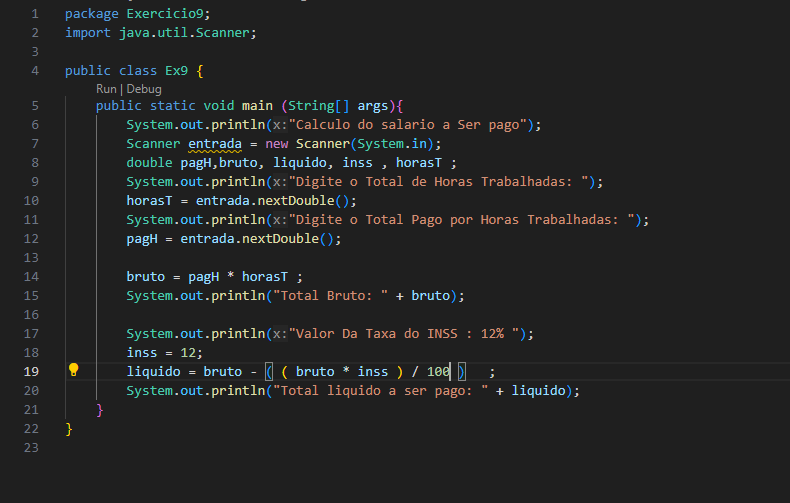 1 package Exercicio9;
2 import java.util.Scanner;
3
4 public class Ex9 {
Run | Debug
5 public static void main (String[] args){
6 System.out.println(x:"Calculo do salario a Ser pago");
7 Scanner entrada = new Scanner(System.in);
8 double pagH,bruto, liquido, inss , horasT ;
9 System.out.println(x:"Digite o Total de Horas Trabalhadas: ");
10 horasT = entrada.nextDouble();
11 System.out.println(x:"Digite o Total Pago por Horas Trabalhadas: ");
12 pagH = entrada.nextDouble();
13
14 bruto = pagH * horasT ;
15 System.out.println("Total Bruto: " + bruto);
16
17 System.out.println(x:"Valor Da Taxa do INSS : 12% ");
18 inss = 12;
19 liquido = bruto - ( ( bruto * inss ) / 100 ) ;
20 System.out.println("Total liquido a ser pago: " + liquido);
21 }
22 }
23